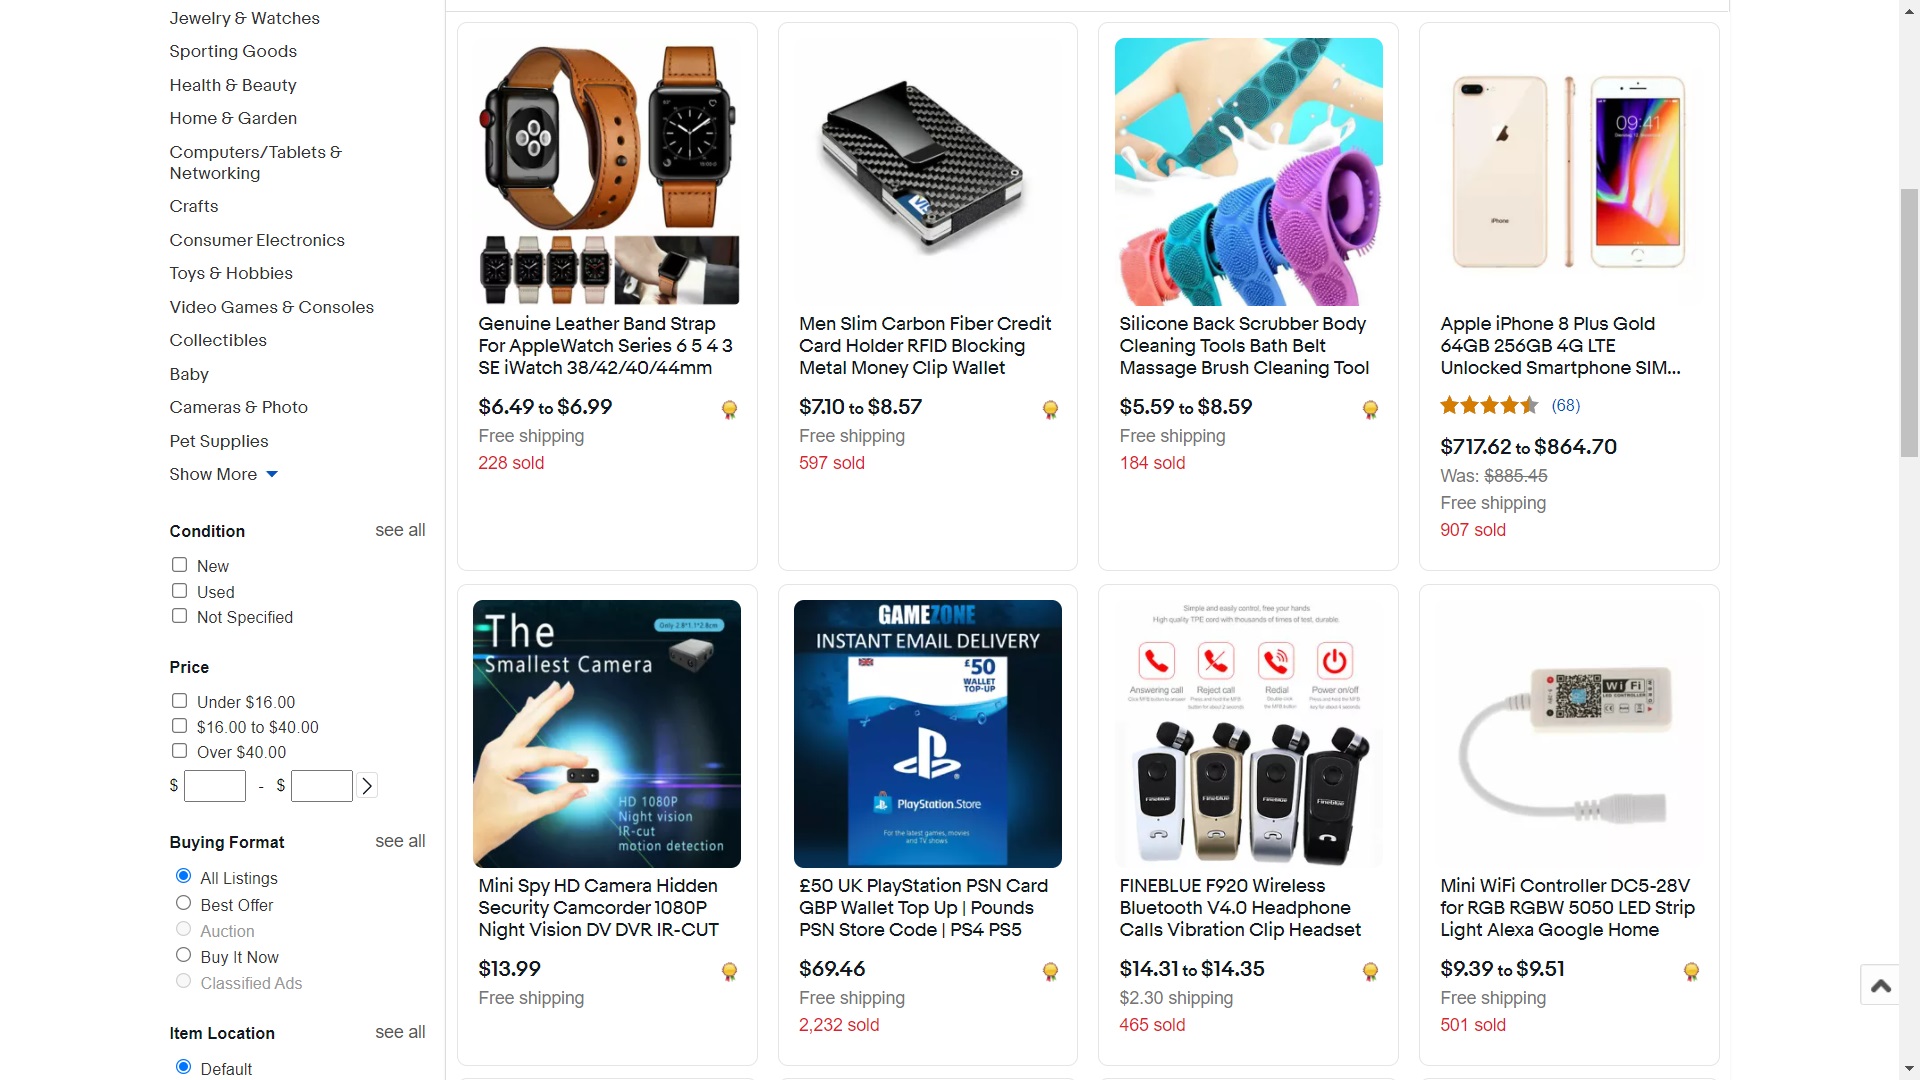 Jewelry & Watches
Sporting Goods
Health & Beauty
Home & Garden
Computers/Tablets &
Networking
Crafts
Consumer Electronics
Toys & Hobbies
Video Games & Consoles
Collectibles
Baby
Cameras & Photo
Pet Supplies
Show More
Condition
see all
New
Used
Not Specified
Price
Under $16.00
$16.00 to $40.00
Over $40.00
$ - $
Buying Format
see all
All Listings
Best Offer
Auction
Buy It Now
Classified Ads
Item Location
see all
Default
Genuine Leather Band Strap
For AppleWatch Series 6 5 4 3
SE iWatch 38/42/40/44mm
$6.49 to $6.99
Free shipping
228 sold
Men Slim Carbon Fiber Credit
Card Holder RFID Blocking
Metal Money Clip Wallet
$7.10 to $8.57
Free shipping
597 sold
Silicone Back Scrubber Body
Cleaning Tools Bath Belt
Massage Brush Cleaning Tool
$5.59 to $8.59
Free shipping
184 sold
09:41
iPhone
Apple iPhone 8 Plus Gold
64GB 256GB 4G LTE
Unlocked Smartphone SIM...
(68)
$717.62 to $864.70
Was: $885.45
Free shipping
907 sold
The
Smallest Camera
Only 2.8*1.1*2.8cm
HD 1080P
Night vision
IR-cut
motion detection
Mini Spy HD Camera Hidden
Security Camcorder 1080P
Night Vision DV DVR IR-CUT
$13.99
Free shipping
GAMEZONE
INSTANT EMAIL DELIVERY
£50
WALLET
TOP-UP
PlayStation.Store
For the latest games, movies
and TV shows
£50 UK PlayStation PSN Card
GBP Wallet Top Up | Pounds
PSN Store Code | PS4 PS5
$69.46
Free shipping
2,232 sold
Simple and easily control, free your hands
High quality TPE cord with thousands of times of test, durable.
Answering call
Reject call
Redial
Power on/off
Fineblue
Fineblue
Fineblue
Fineblue
FINEBLUE F920 Wireless
Bluetooth V4.0 Headphone
Calls Vibration Clip Headset
$14.31 to $14.35
$2.30 shipping
465 sold
WiFi
LED CONTROLLER
Mini WiFi Controller DC5-28V
for RGB RGBW 5050 LED Strip
Light Alexa Google Home
$9.39 to $9.51
Free shipping
501 sold